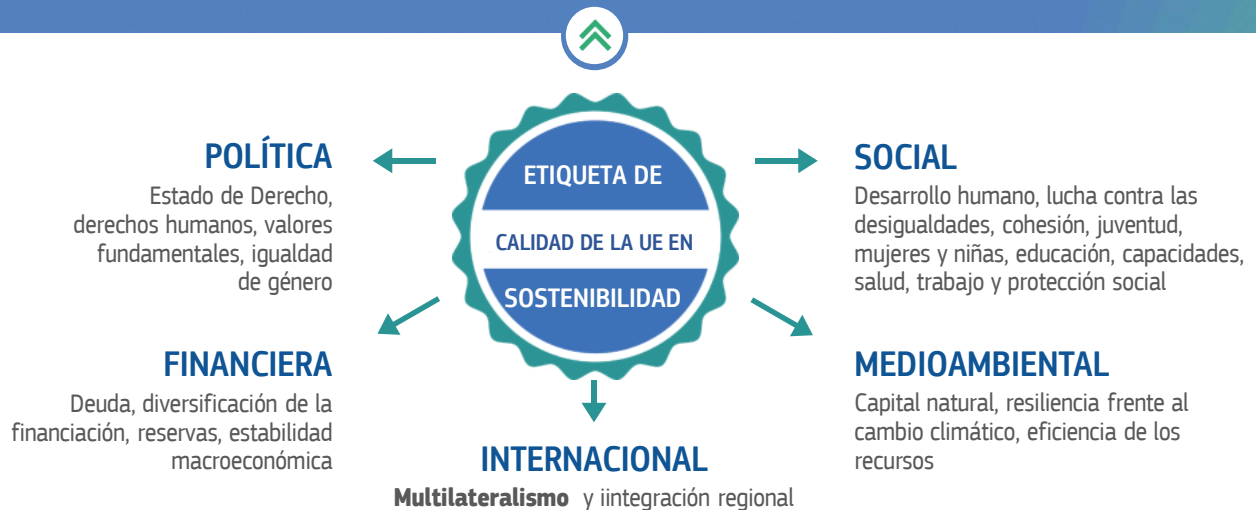 ETIQUETA DE
CALIDAD DE LA UE EN
SOSTENIBILIDAD
POLÍTICA
Estado de Derecho,
derechos humanos, valores
fundamentales, igualdad
de género
SOCIAL
Desarrollo humano, lucha contra las
desigualdades, cohesión, juventud,
mujeres y niñas, educación, capacidades,
salud, trabajo y protección social
FINANCIERA
Deuda, diversificación de la
financiación, reservas, estabilidad
macroeconómica
MEDIOAMBIENTAL
Capital natural, resiliencia frente al
cambio climático, eficiencia de los
recursos
INTERNACIONAL
Multilateralismo y iintegración regional